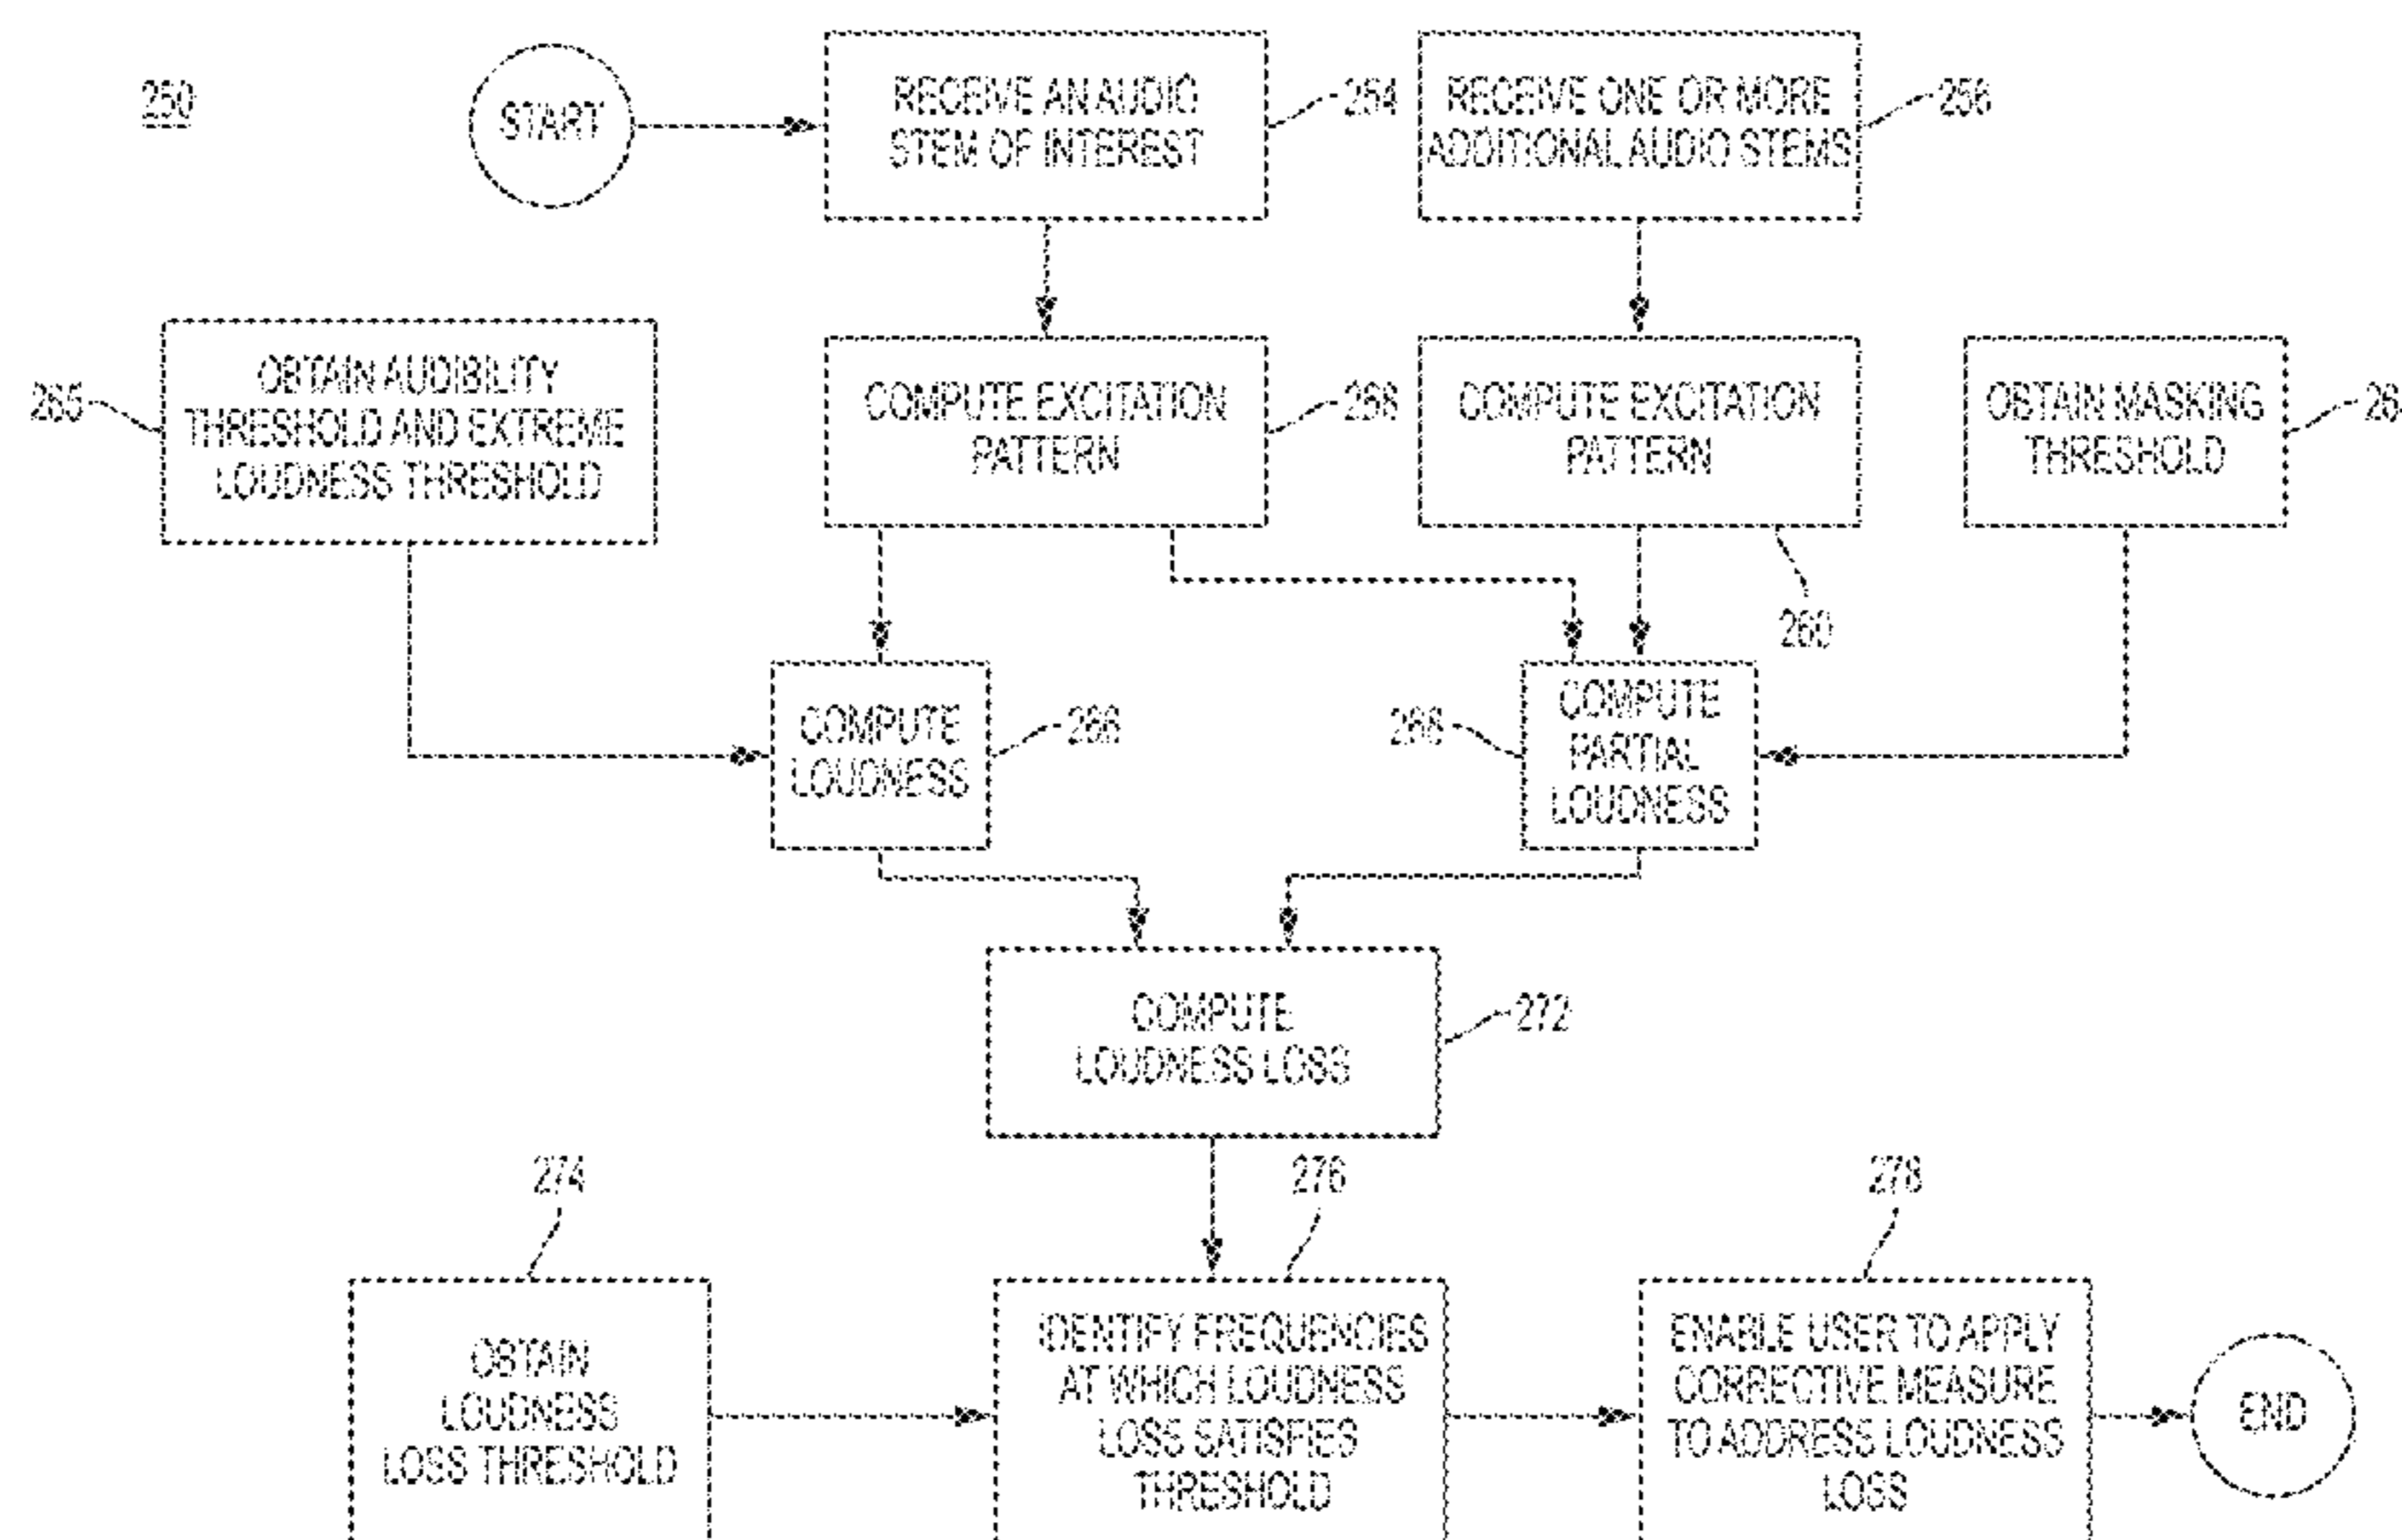 250
START
RECEIVE AN AUDIO
STEM OF INTEREST
254
RECEIVE ONE OR MORE
ADDITIONAL AUDIO STEMS
256
265
OBTAIN AUDIBILITY
THRESHOLD AND EXTREME
LOUDNESS THRESHOLD
COMPUTE EXCITATION
PATTERN
COMPUTE EXCITATION
PATTERN
260
OBTAIN MASKING
THRESHOLD
COMPUTE
LOUDNESS
266
268
COMPUTE
PARTIAL
LOUDNESS
COMPUTE
LOUDNESS LOSS
272
274
OBTAIN
LOUDNESS
LOSS THRESHOLD
276
IDENTIFY FREQUENCIES
AT WHICH LOUDNESS
LOSS SATISFIES
THRESHOLD
278
ENABLE USER TO APPLY
CORRECTIVE MEASURE
TO ADDRESS LOUDNESS
LOSS
END